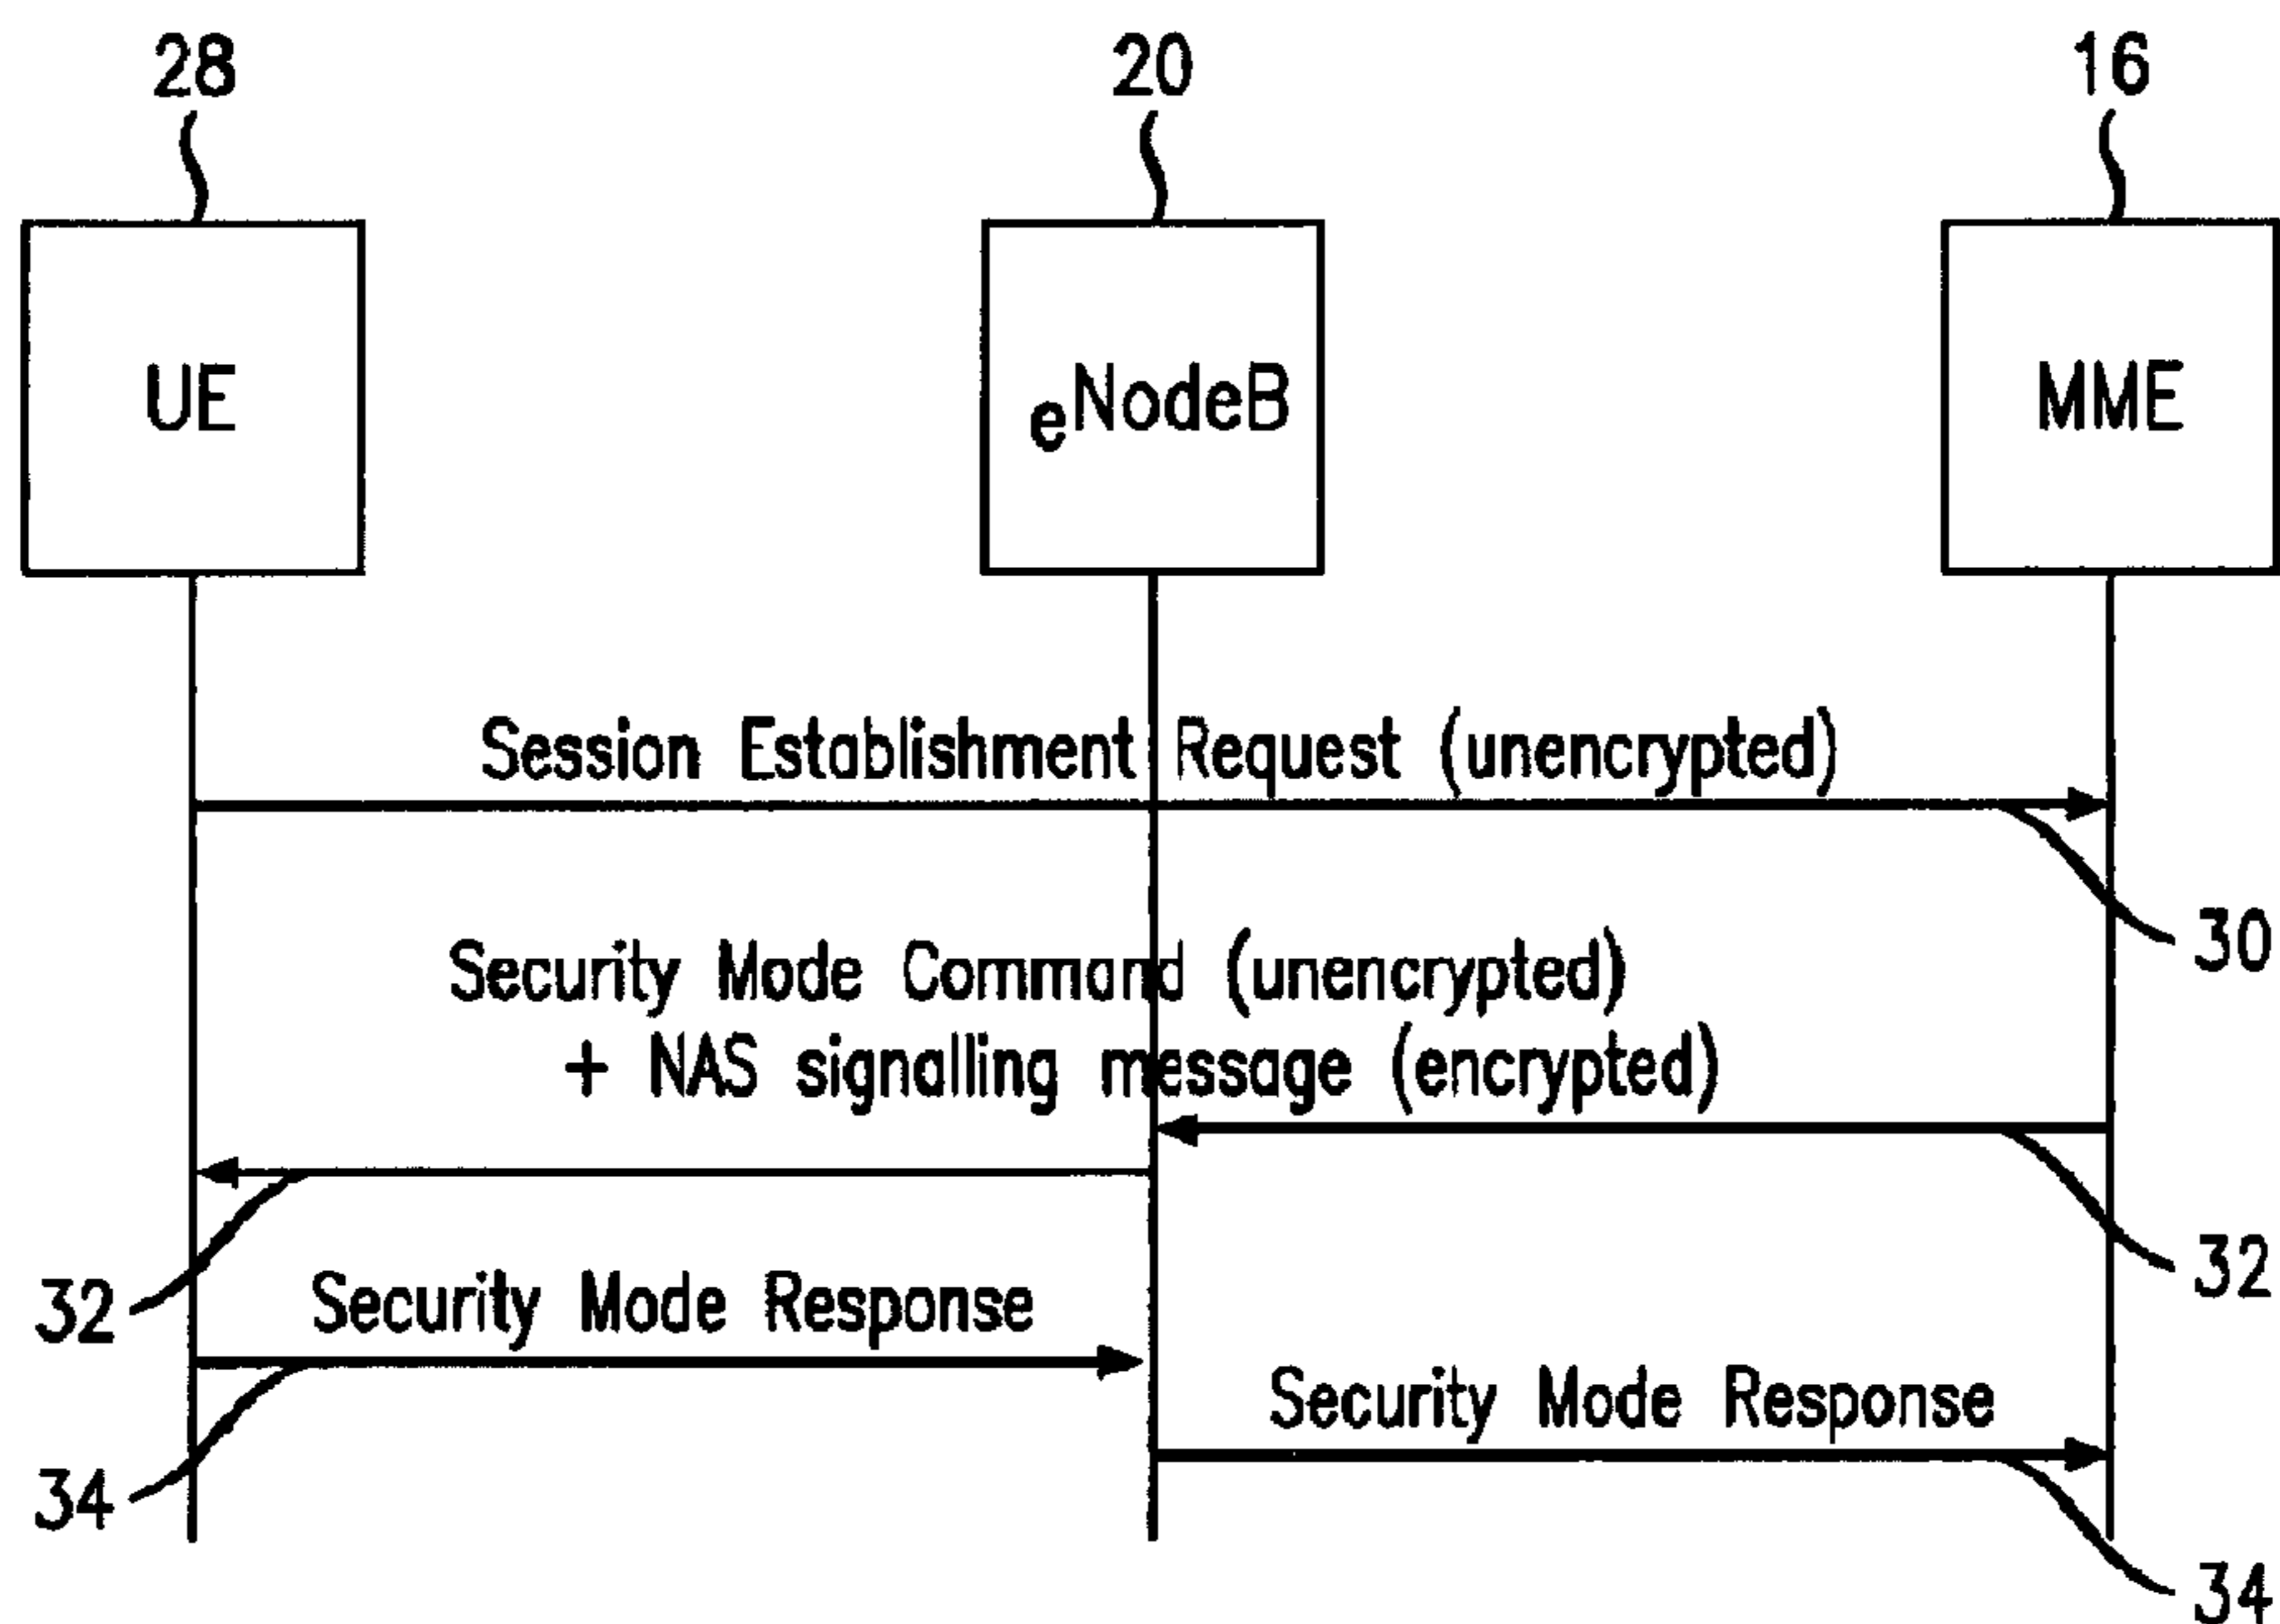 28
20
16
UE
eNodeB
MME
Session Establishment Request (unencrypted)
30
Security Mode Command (unencrypted)
+ NAS signalling message (encrypted)
32
32
Security Mode Response
Security Mode Response
34
34